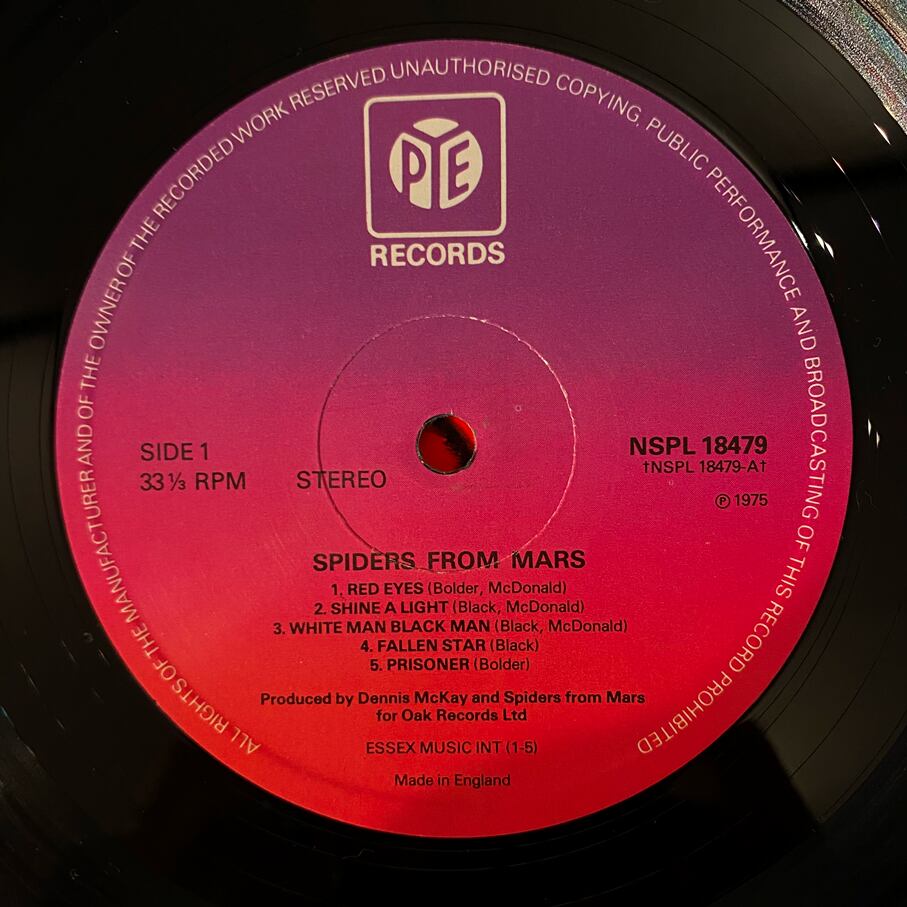 ALL RIGHTS OF THE MANUFACTURER AND OF THE OWNER OF THE RECORDED WORK RESERVED UNAUTHORISED COPYING, PUBLIC PERFORMANCE AND BROADCASTING OF THIS RECORD PROHIBITED
PYE
RECORDS
SIDE 1
33 ⅓ RPM
STEREO
NSPL 18479
†NSPL 18479-A†
℗ 1975
SPIDERS FROM MARS
1. RED EYES (Bolder, McDonald)
2. SHINE A LIGHT (Black, McDonald)
3. WHITE MAN BLACK MAN (Black, McDonald)
4. FALLEN STAR (Black)
5. PRISONER (Bolder)
Produced by Dennis McKay and Spiders from Mars
for Oak Records Ltd
ESSEX MUSIC INT (1-5)
Made in England